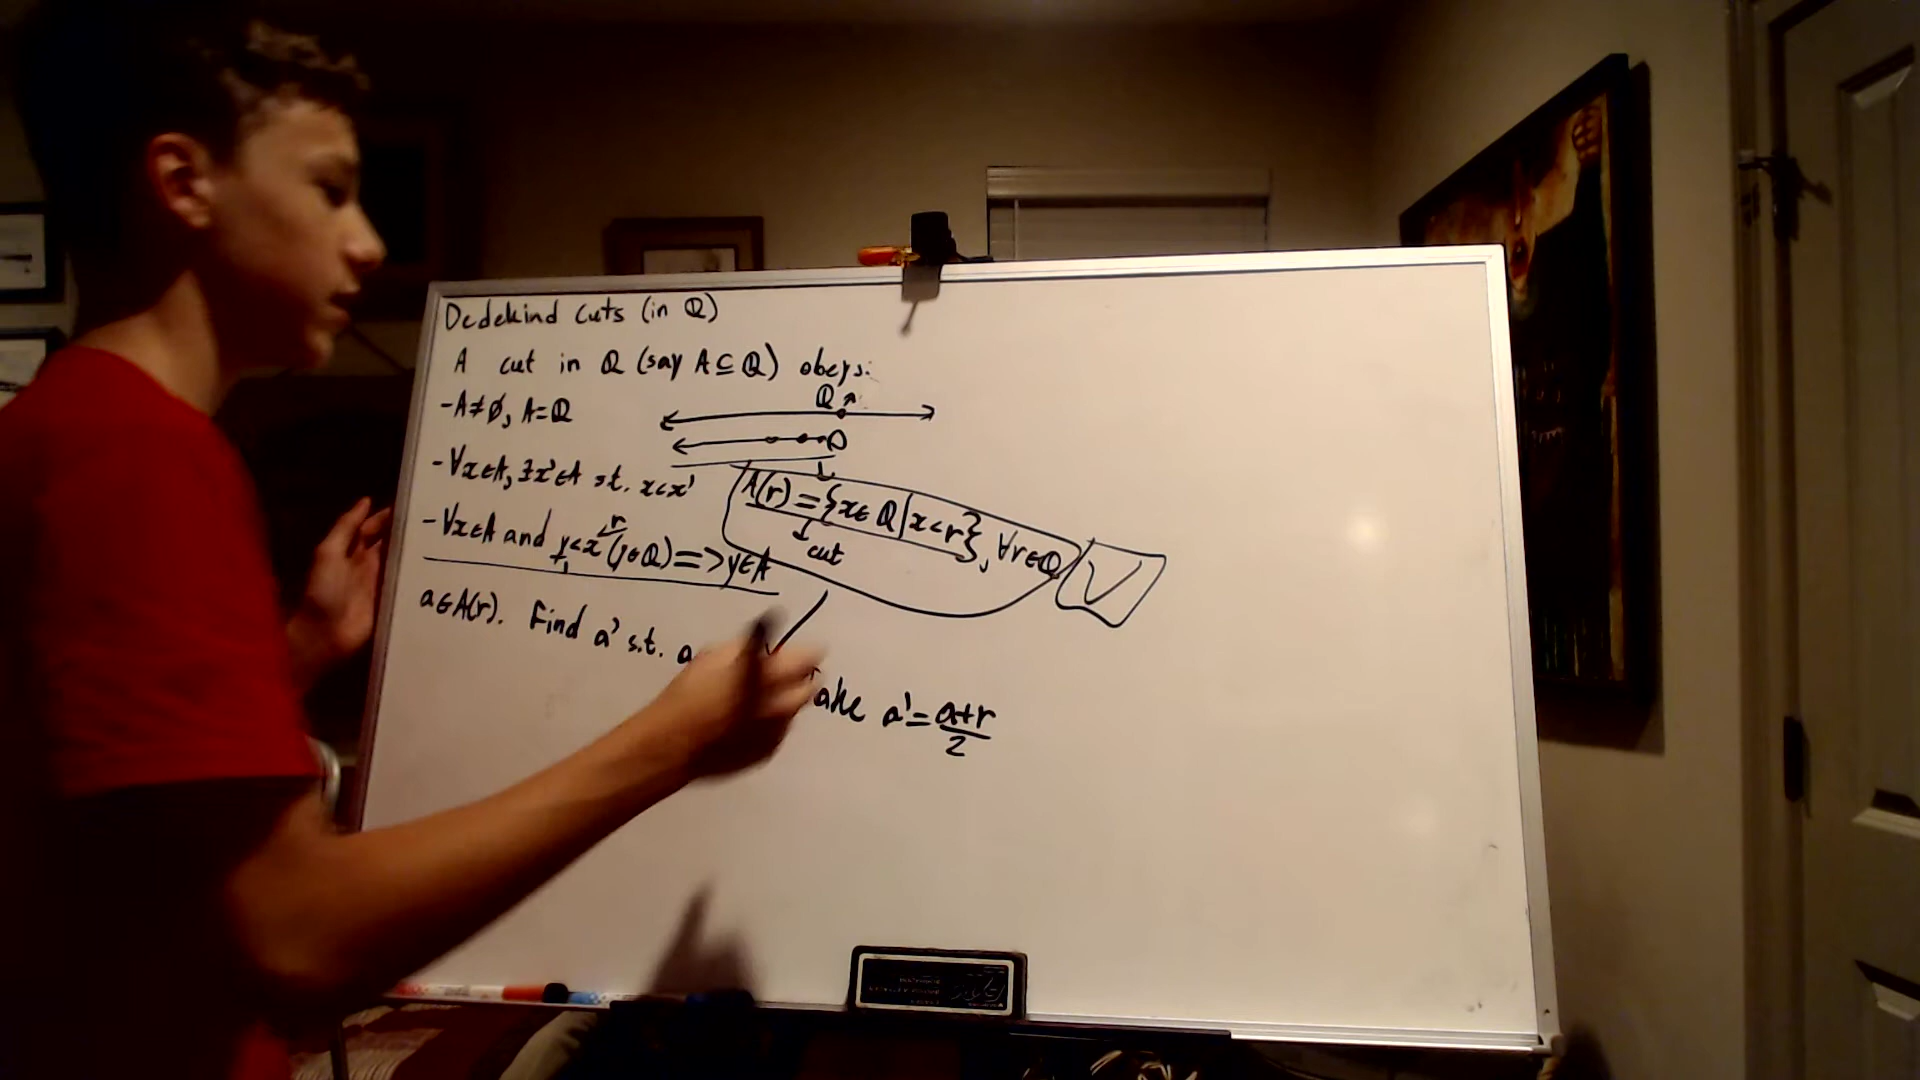 Dedekind cuts (in ℚ)
A cut in ℚ (say A⊆ℚ) obeys:
-A≠∅, A=ℚ
ℚ r
-∀x∈A, ∃x'∈A s.t. x<x'
A(r)={x∈ℚ|x<r}, ∀r∈ℚ
cut
-∀x∈A and y<x<r (y∈ℚ)=>y∈A
a∈A(r). Find a' s.t. a
a'=a+r/2